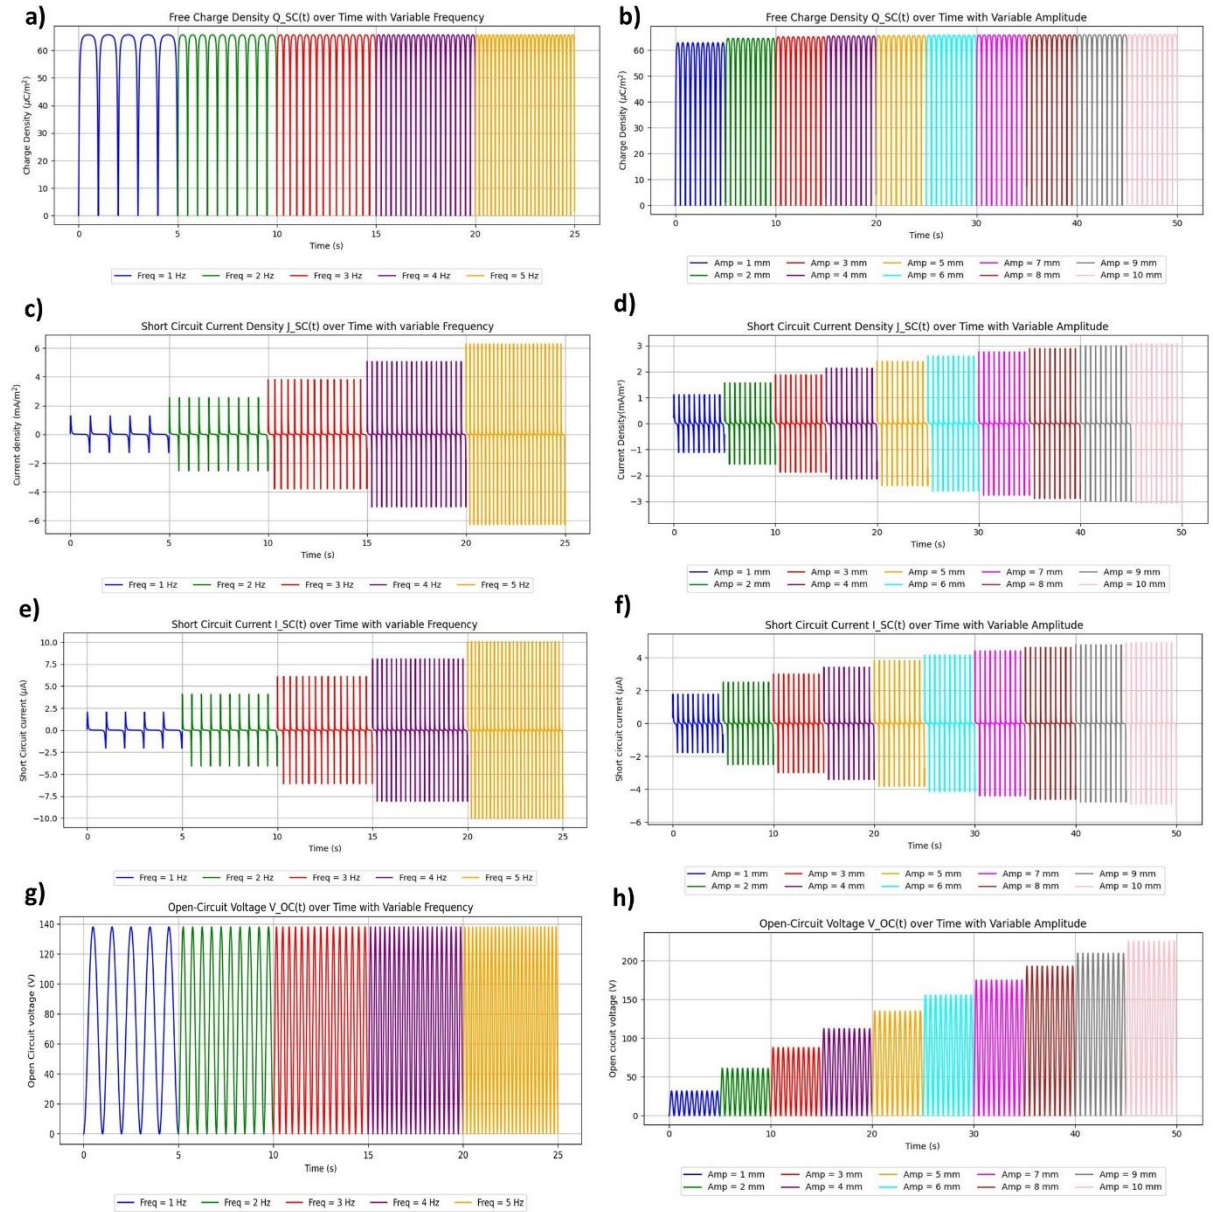 a)
Free Charge Density Q_SC(t) over Time with Variable Frequency
Charge Density (μC/m²)
60
50
40
30
20
10
0
0 5 10 15 20 25
Time (s)
Freq = 1 Hz Freq = 2 Hz Freq = 3 Hz Freq = 4 Hz Freq = 5 Hz
b)
Free Charge Density Q_SC(t) over Time with Variable Amplitude
Charge Density (μC/m²)
60
50
40
30
20
10
0
0 10 20 30 40 50
Time (s)
Amp = 1 mm Amp = 3 mm Amp = 5 mm Amp = 7 mm Amp = 9 mm
Amp = 2 mm Amp = 4 mm Amp = 6 mm Amp = 8 mm Amp = 10 mm
c)
Short Circuit Current Density J_SC(t) over Time with variable Frequency
Current density (mA/m²)
6
4
2
0
−2
−4
−6
0 5 10 15 20 25
Time (s)
Freq = 1 Hz Freq = 2 Hz Freq = 3 Hz Freq = 4 Hz Freq = 5 Hz
d)
Short Circuit Current Density J_SC(t) over Time with Variable Amplitude
Current Density(mA/m²)
3
2
1
0
−1
−2
−3
0 10 20 30 40 50
Time (s)
Amp = 1 mm Amp = 3 mm Amp = 5 mm Amp = 7 mm Amp = 9 mm
Amp = 2 mm Amp = 4 mm Amp = 6 mm Amp = 8 mm Amp = 10 mm
e)
Short Circuit Current I_SC(t) over Time with variable Frequency
Short Circuit current (μA)
10.0
7.5
5.0
2.5
0.0
−2.5
−5.0
−7.5
−10.0
0 5 10 15 20 25
Time (s)
Freq = 1 Hz Freq = 2 Hz Freq = 3 Hz Freq = 4 Hz Freq = 5 Hz
f)
Short Circuit Current I_SC(t) over Time with Variable Amplitude
Short circuit current (μA)
4
2
0
−2
−4
−6
0 10 20 30 40 50
Time (s)
Amp = 1 mm Amp = 3 mm Amp = 5 mm Amp = 7 mm Amp = 9 mm
Amp = 2 mm Amp = 4 mm Amp = 6 mm Amp = 8 mm Amp = 10 mm
g)
Open-Circuit Voltage V_OC(t) over Time with Variable Frequency
Open Circuit voltage (V)
140
120
100
80
60
40
20
0
0 5 10 15 20 25
Time (s)
Freq = 1 Hz Freq = 2 Hz Freq = 3 Hz Freq = 4 Hz Freq = 5 Hz
h)
Open-Circuit Voltage V_OC(t) over Time with Variable Amplitude
Open cicuit voltage (V)
200
150
100
50
0
0 10 20 30 40 50
Time (s)
Amp = 1 mm Amp = 3 mm Amp = 5 mm Amp = 7 mm Amp = 9 mm
Amp = 2 mm Amp = 4 mm Amp = 6 mm Amp = 8 mm Amp = 10 mm